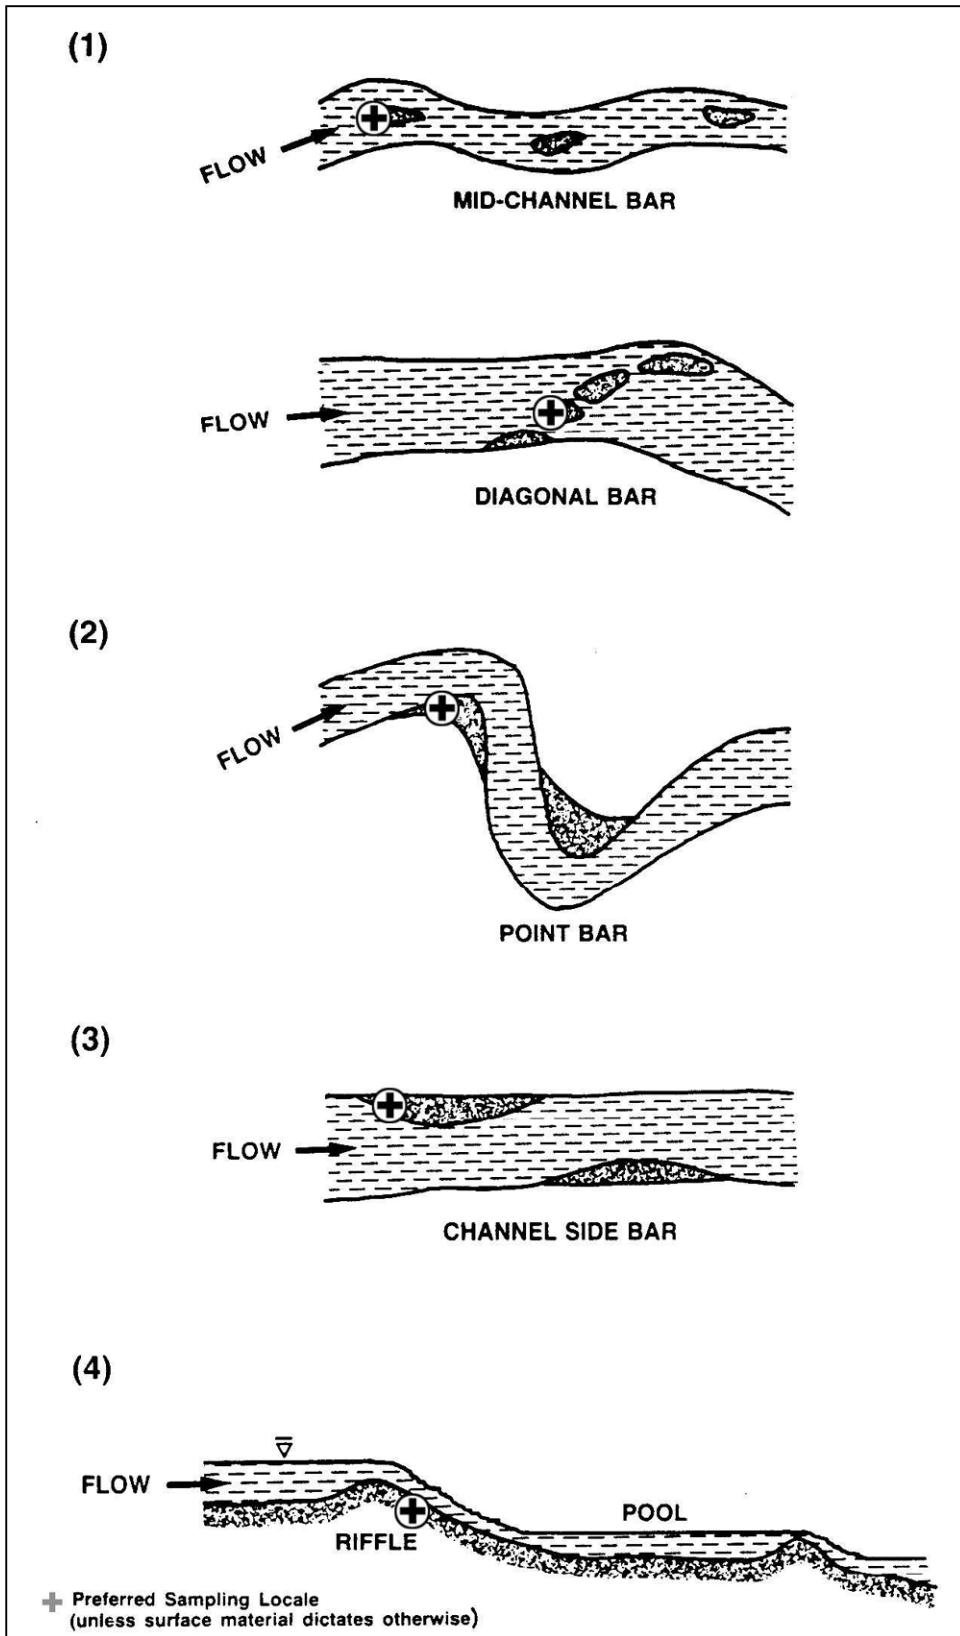 (1)
FLOW
MID-CHANNEL BAR
FLOW
DIAGONAL BAR
(2)
FLOW
POINT BAR
(3)
FLOW
CHANNEL SIDE BAR
(4)
FLOW
POOL
RIFFLE
+ Preferred Sampling Locale
(unless surface material dictates otherwise)